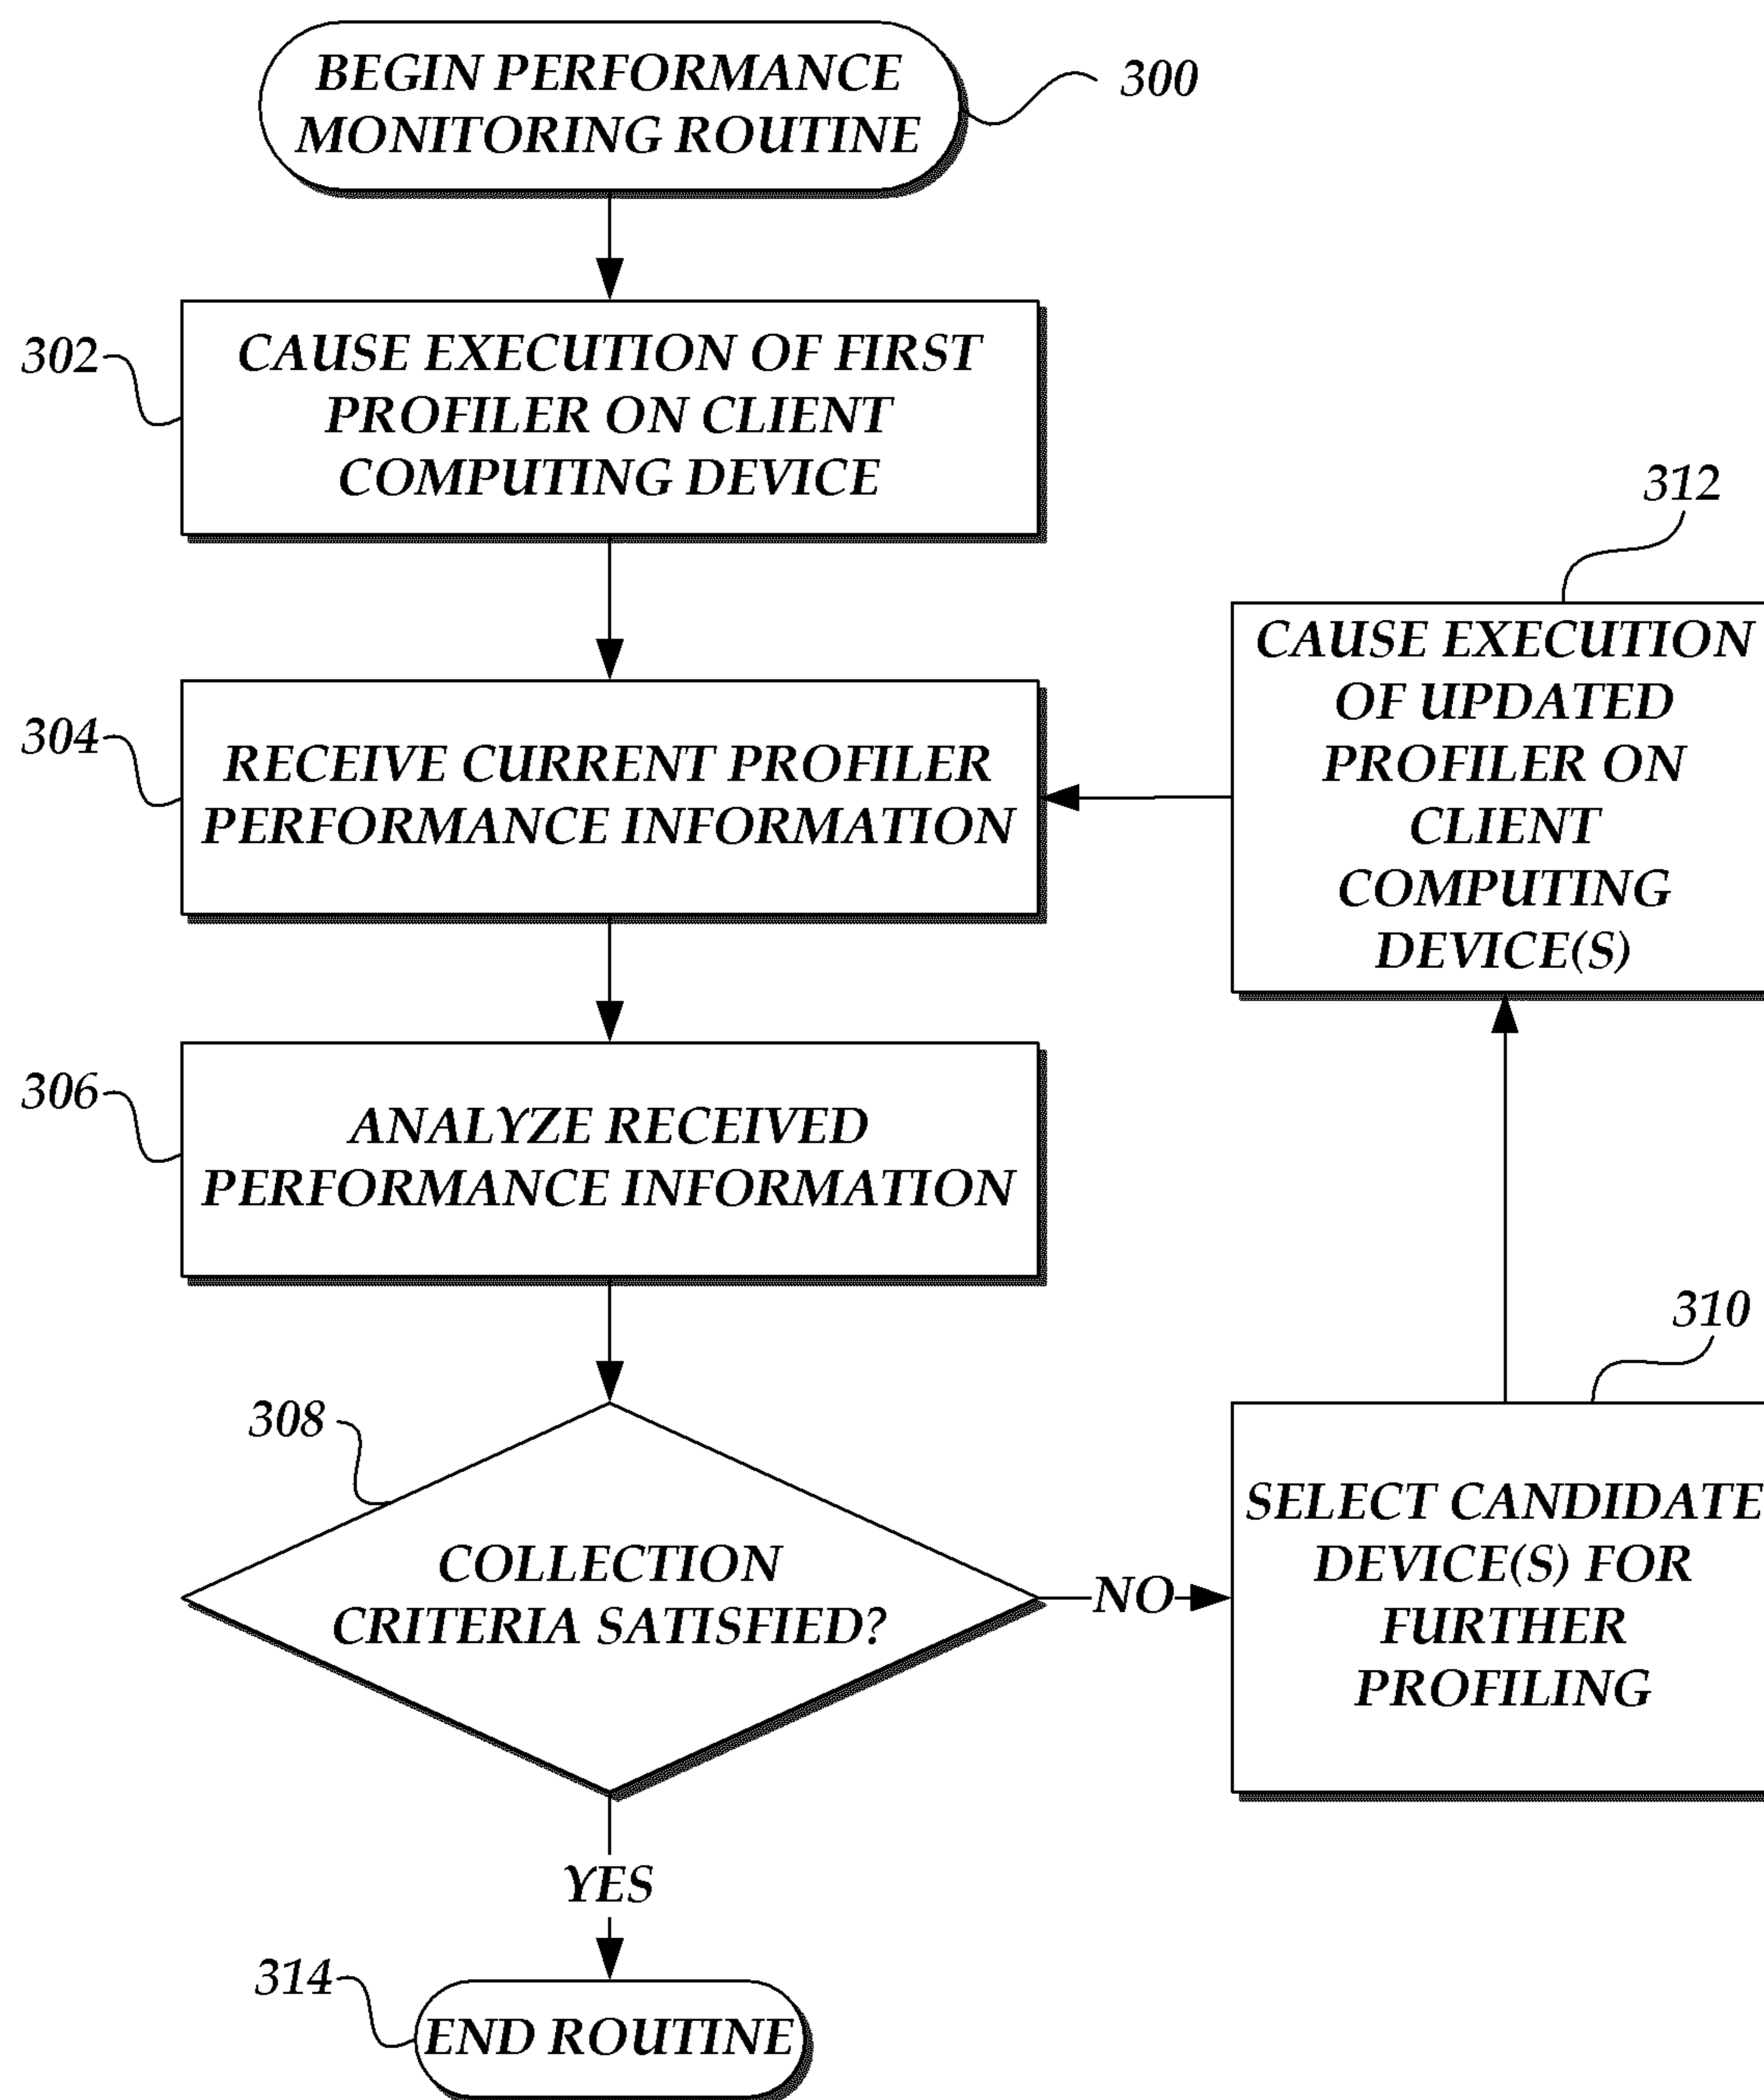 BEGIN PERFORMANCE
MONITORING ROUTINE
300
302
CAUSE EXECUTION OF FIRST
PROFILER ON CLIENT
COMPUTING DEVICE
304
RECEIVE CURRENT PROFILER
PERFORMANCE INFORMATION
306
ANALYZE RECEIVED
PERFORMANCE INFORMATION
308
COLLECTION
CRITERIA SATISFIED?
NO
310
SELECT CANDIDATE
DEVICE(S) FOR
FURTHER
PROFILING
312
CAUSE EXECUTION
OF UPDATED
PROFILER ON
CLIENT
COMPUTING
DEVICE(S)
YES
314
END ROUTINE